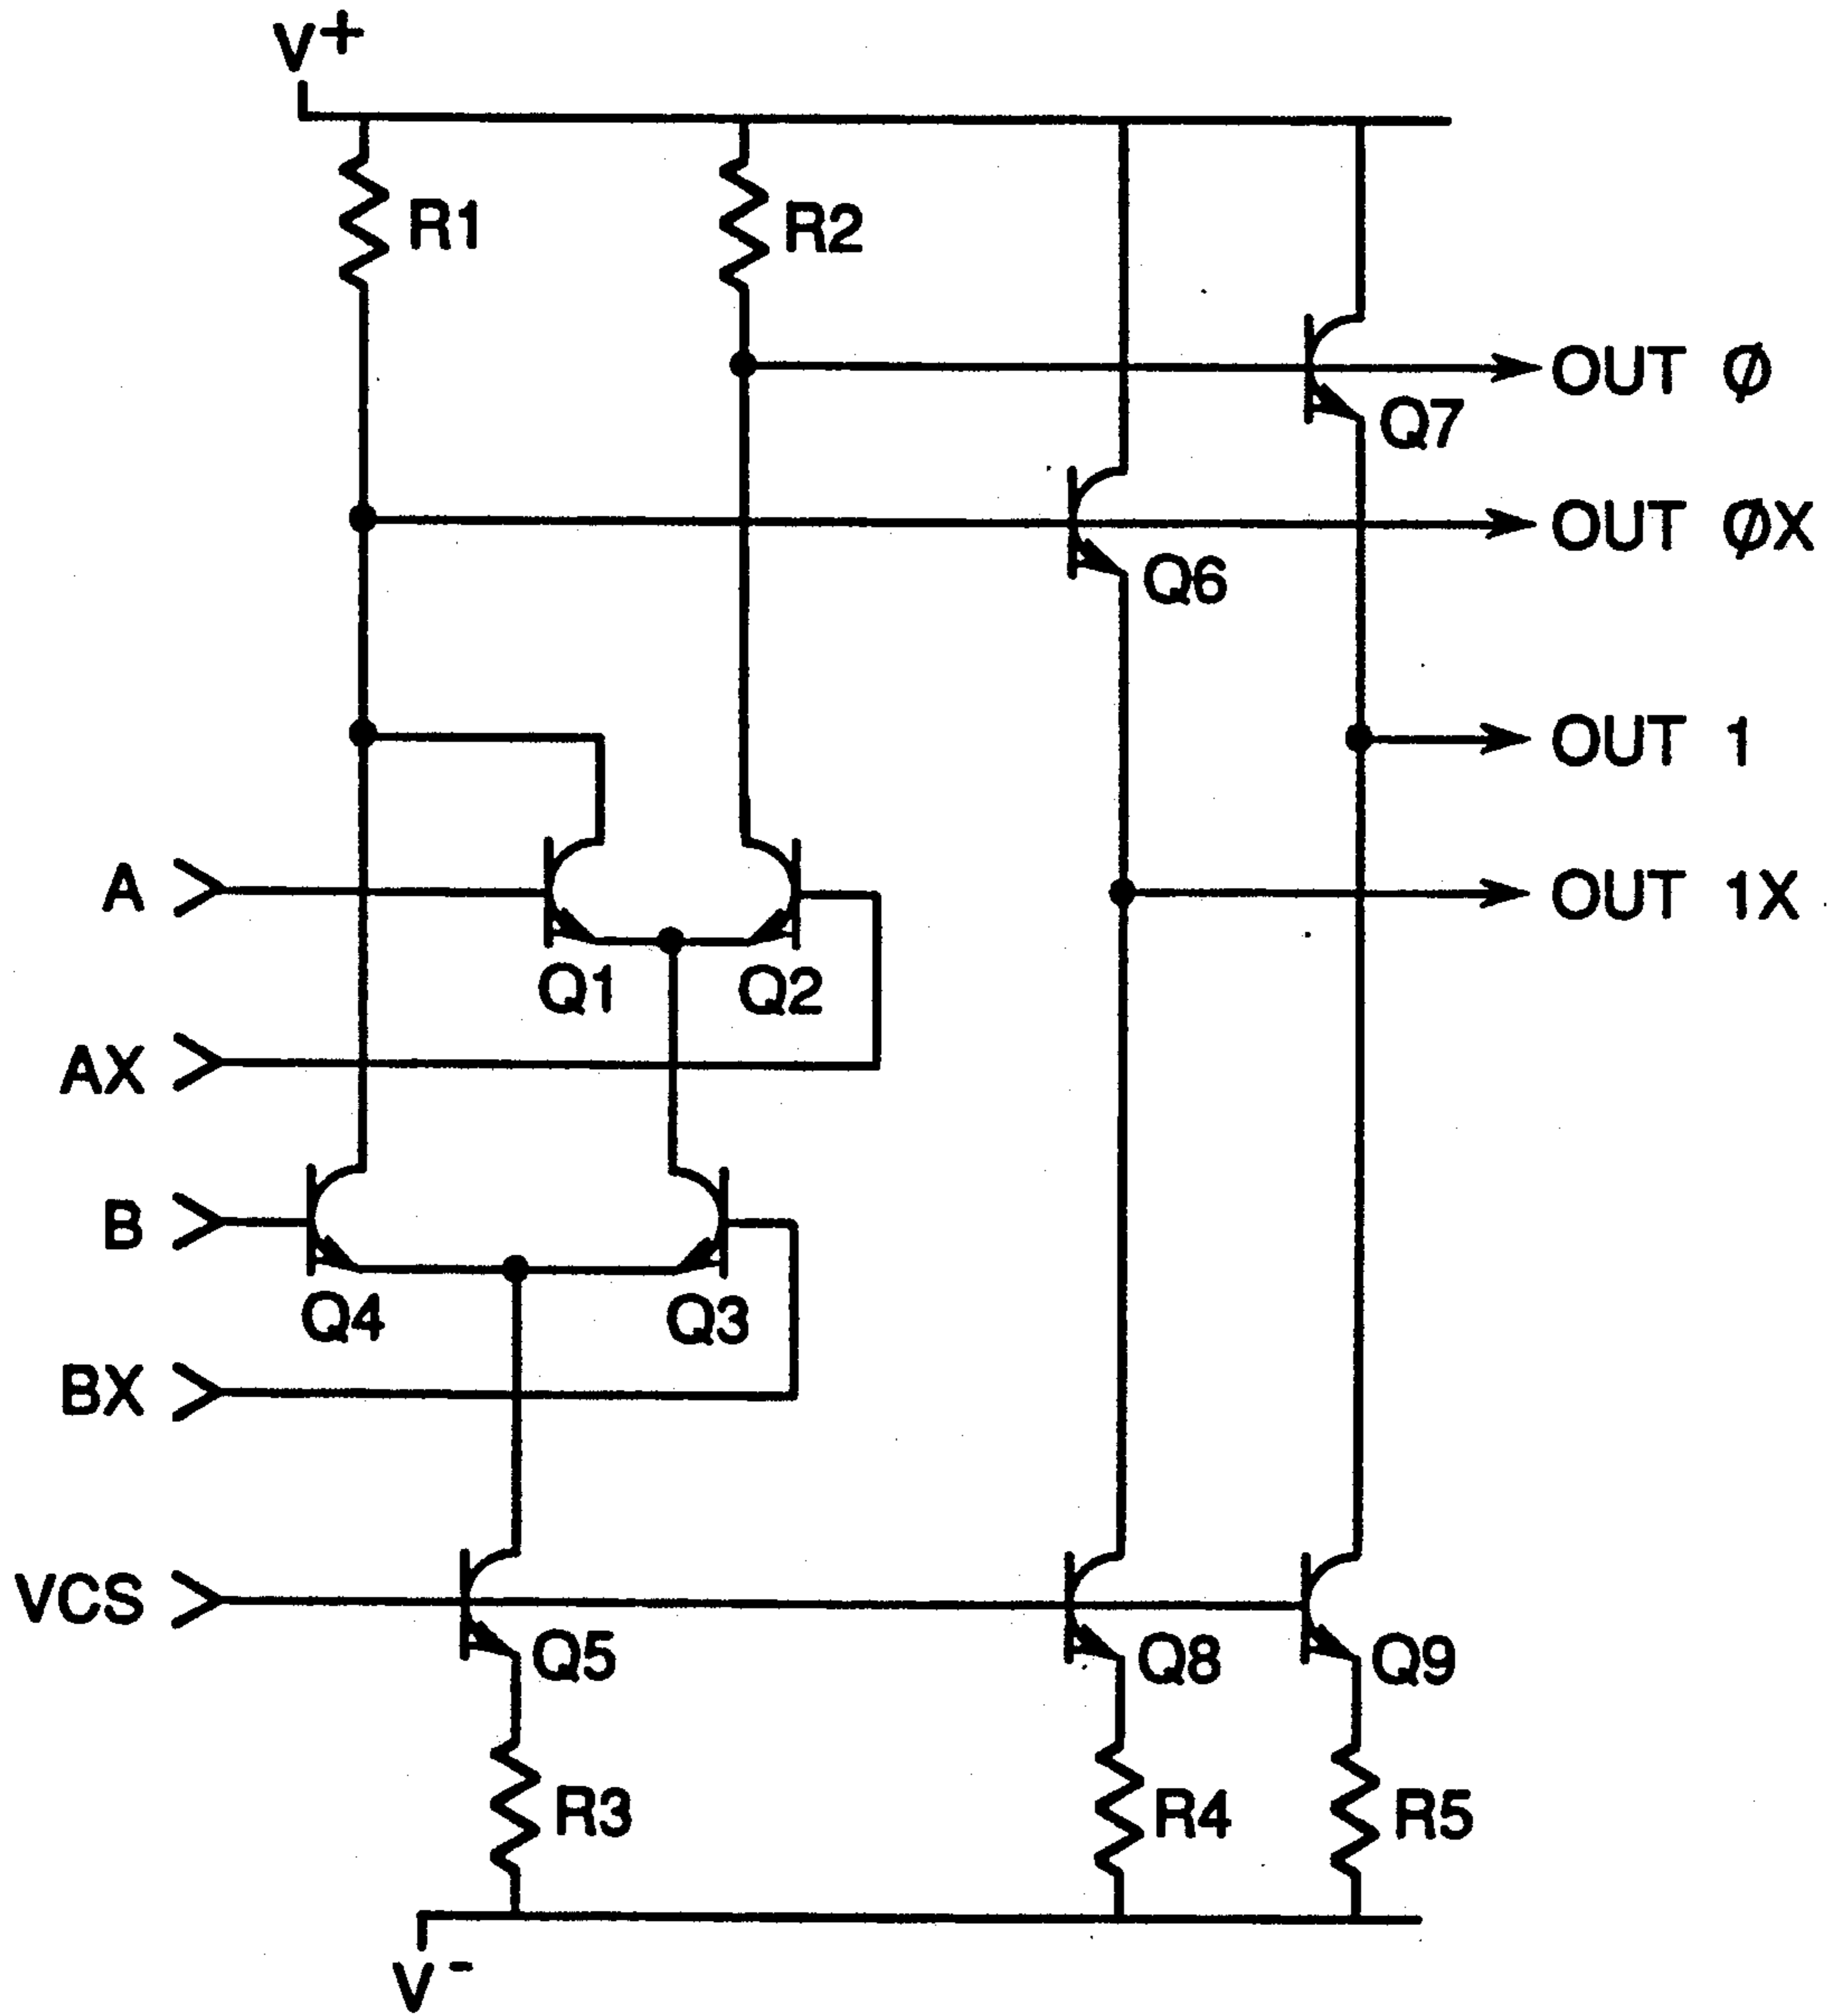 V+
R1
R2
OUT Ø
Q7
OUT ØX
Q6
OUT 1
A
OUT 1X
Q1
Q2
AX
B
Q4
Q3
BX
VCS
Q5
Q8
Q9
R3
R4
R5
V-